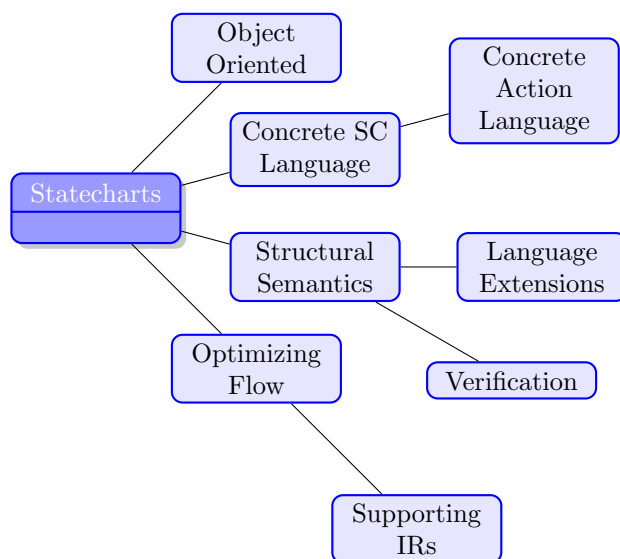 Object
Oriented
Concrete
Action
Language
Concrete SC
Language
Statecharts
Structural
Semantics
Language
Extensions
Optimizing
Flow
Verification
Supporting
IRs